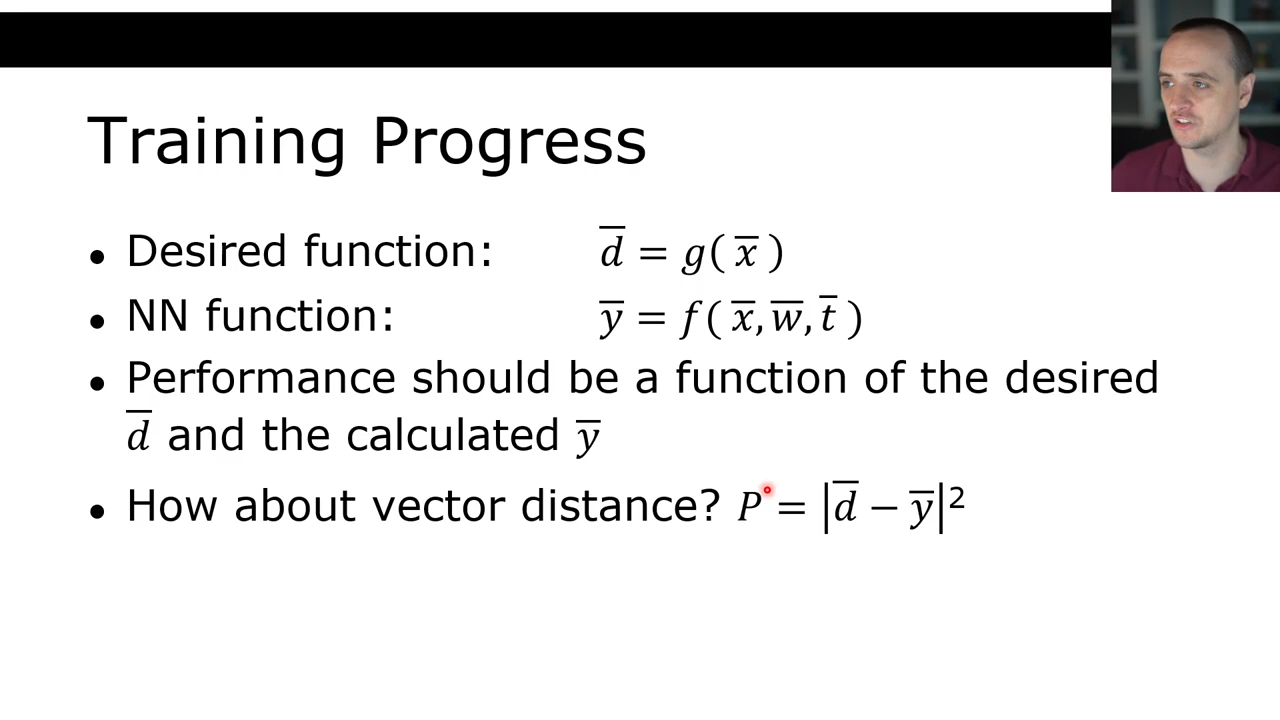 Training Progress
• Desired function: d̅ = g( x̅ )
• NN function: y̅ = f( x̅, w̅, t̅ )
• Performance should be a function of the desired
d̅ and the calculated y̅
• How about vector distance? P = |d̅ − y̅|²